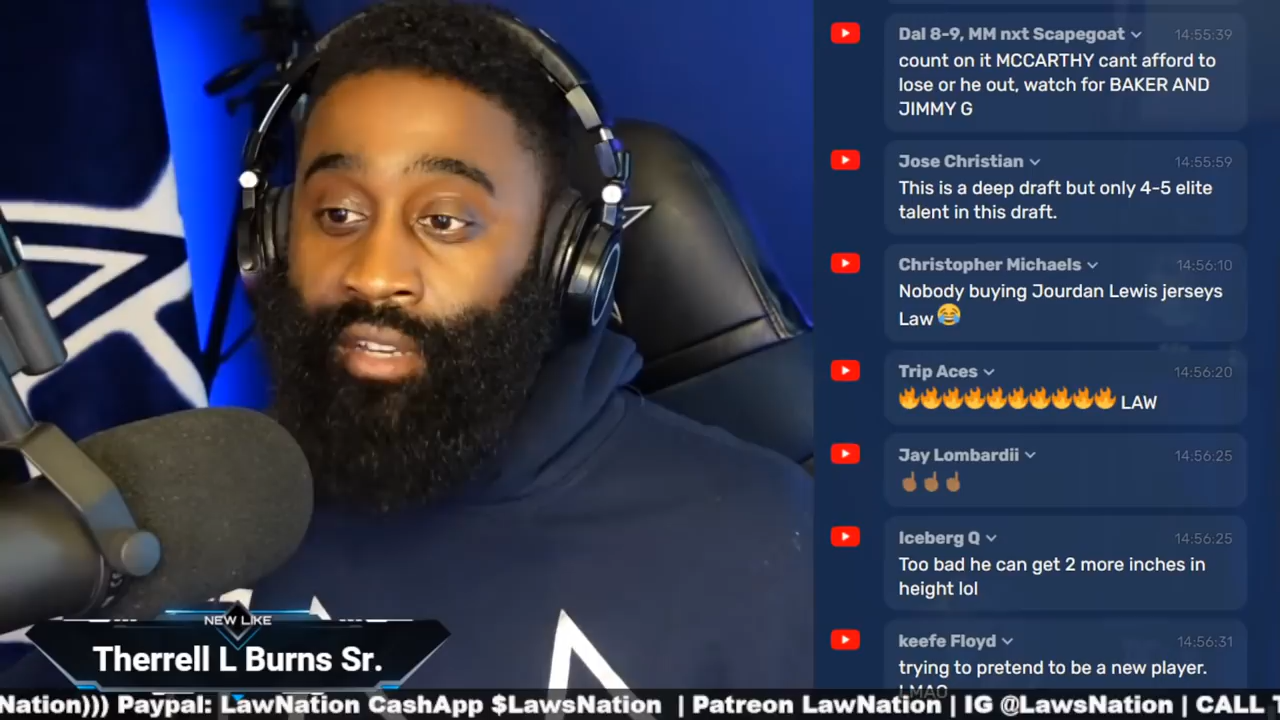 Dal 8-9, MM nxt Scapegoat
14:55:39
count on it MCCARTHY cant afford to
lose or he out, watch for BAKER AND
JIMMY G
Jose Christian
14:55:59
This is a deep draft but only 4-5 elite
talent in this draft.
Christopher Michaels
14:56:10
Nobody buying Jourdan Lewis jerseys
Law 😂
Trip Aces
14:56:20
🔥🔥🔥🔥🔥🔥🔥🔥🔥🔥 LAW
Jay Lombardii
14:56:25
☝🏾☝🏾☝🏾
Iceberg Q
14:56:25
Too bad he can get 2 more inches in
height lol
keefe Floyd
14:56:31
trying to pretend to be a new player.
LMAO
NEW LIKE
Therrell L Burns Sr.
Nation))) Paypal: LawNation CashApp $LawsNation | Patreon LawNation | IG @LawsNation | CALL